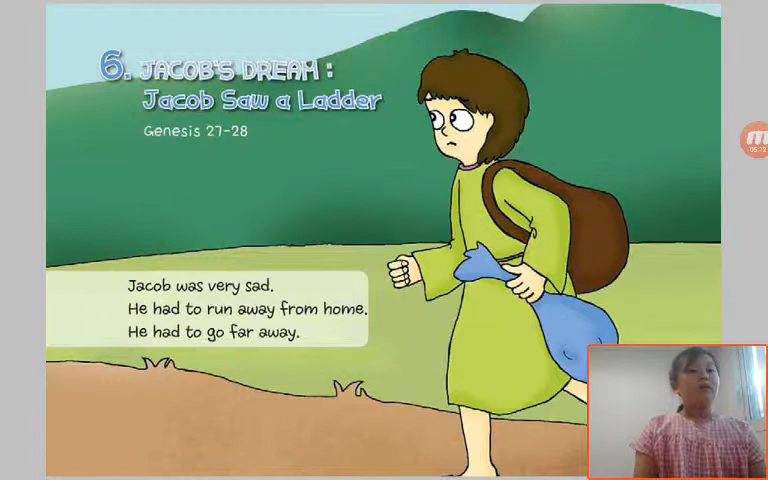 6. JACOB'S DREAM :
Jacob Saw a Ladder
Genesis 27-28
Jacob was very sad.
He had to run away from home.
He had to go far away.